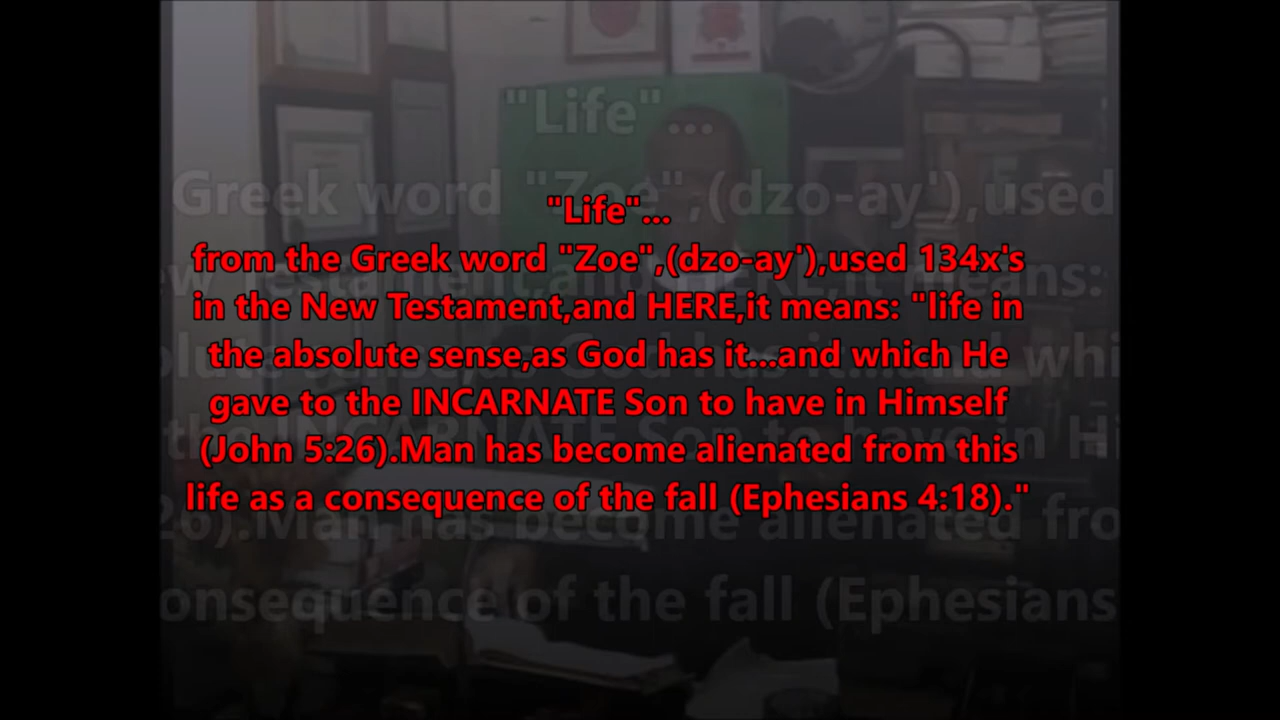 "Life"...
from the Greek word "Zoe",(dzo-ay'),used 134x's
in the New Testament,and HERE,it means: "life in
the absolute sense,as God has it...and which He
gave to the INCARNATE Son to have in Himself
(John 5:26).Man has become alienated from this
life as a consequence of the fall (Ephesians 4:18)."